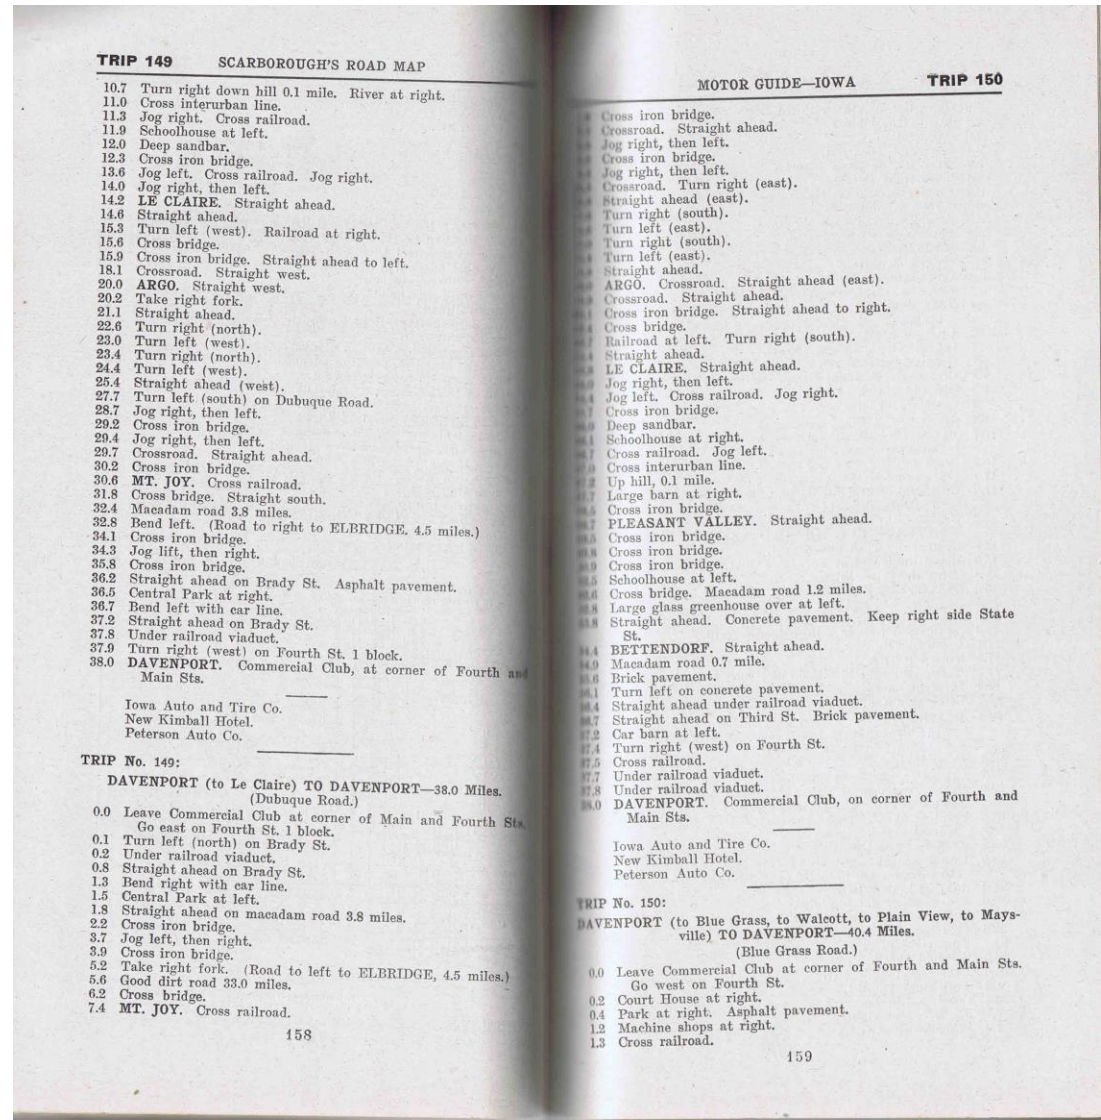 TRIP 149 SCARBOROUGH'S ROAD MAP
10.7 Turn right down hill 0.1 mile. River at right.
11.0 Cross interurban line.
11.3 Jog right. Cross railroad.
11.9 Schoolhouse at left.
12.0 Deep sandbar.
12.3 Cross iron bridge.
13.6 Jog left. Cross railroad. Jog right.
14.0 Jog right, then left.
14.2 LE CLAIRE. Straight ahead.
14.6 Straight ahead.
15.3 Turn left (west). Railroad at right.
15.6 Cross bridge.
15.9 Cross iron bridge. Straight ahead to left.
18.1 Crossroad. Straight west.
20.0 ARGO. Straight west.
20.2 Take right fork.
21.1 Straight ahead.
22.6 Turn right (north).
23.0 Turn left (west).
23.4 Turn right (north).
24.4 Turn left (west).
25.4 Straight ahead (west).
27.7 Turn left (south) on Dubuque Road.
28.7 Jog right, then left.
29.2 Cross iron bridge.
29.4 Jog right, then left.
29.7 Crossroad. Straight ahead.
30.2 Cross iron bridge.
30.6 MT. JOY. Cross railroad.
31.8 Cross bridge. Straight south.
32.4 Macadam road 3.8 miles.
32.8 Bend left. (Road to right to ELBRIDGE. 4.5 miles.)
34.1 Cross iron bridge.
34.3 Jog lift, then right.
35.8 Cross iron bridge.
36.2 Straight ahead on Brady St. Asphalt pavement.
36.5 Central Park at right.
36.7 Bend left with car line.
37.2 Straight ahead on Brady St.
37.8 Under railroad viaduct.
37.9 Turn right (west) on Fourth St. 1 block.
38.0 DAVENPORT. Commercial Club, at corner of Fourth and
Main Sts.
Iowa Auto and Tire Co.
New Kimball Hotel.
Peterson Auto Co.
TRIP No. 149:
DAVENPORT (to Le Claire) TO DAVENPORT—38.0 Miles.
(Dubuque Road.)
0.0 Leave Commercial Club at corner of Main and Fourth Sts.
Go east on Fourth St. 1 block.
0.1 Turn left (north) on Brady St.
0.2 Under railroad viaduct.
0.8 Straight ahead on Brady St.
1.3 Bend right with car line.
1.5 Central Park at left.
1.8 Straight ahead on macadam road 3.8 miles.
2.2 Cross iron bridge.
3.7 Jog left, then right.
3.9 Cross iron bridge.
5.2 Take right fork. (Road to left to ELBRIDGE, 4.5 miles.)
5.6 Good dirt road 33.0 miles.
6.2 Cross bridge.
7.4 MT. JOY. Cross railroad.
158
MOTOR GUIDE—IOWA TRIP 150
Cross iron bridge.
Crossroad. Straight ahead.
Jog right, then left.
Cross iron bridge.
Jog right, then left.
Crossroad. Turn right (east).
Straight ahead (east).
Turn right (south).
Turn left (east).
Turn right (south).
Turn left (east).
Straight ahead.
ARGO. Crossroad. Straight ahead (east).
Crossroad. Straight ahead.
Cross iron bridge. Straight ahead to right.
Cross bridge.
Railroad at left. Turn right (south).
Straight ahead.
LE CLAIRE. Straight ahead.
Jog right, then left.
Jog left. Cross railroad. Jog right.
Cross iron bridge.
Deep sandbar.
Schoolhouse at right.
Cross railroad. Jog left.
Cross interurban line.
Up hill, 0.1 mile.
Large barn at right.
Cross iron bridge.
PLEASANT VALLEY. Straight ahead.
Cross iron bridge.
Cross iron bridge.
Cross iron bridge.
Schoolhouse at left.
Cross bridge. Macadam road 1.2 miles.
Large glass greenhouse over at left.
Straight ahead. Concrete pavement. Keep right side State
St.
BETTENDORF. Straight ahead.
Macadam road 0.7 mile.
Brick pavement.
Turn left on concrete pavement.
Straight ahead under railroad viaduct.
Straight ahead on Third St. Brick pavement.
Car barn at left.
Turn right (west) on Fourth St.
Cross railroad.
Under railroad viaduct.
Under railroad viaduct.
DAVENPORT. Commercial Club, on corner of Fourth and
Main Sts.
Iowa Auto and Tire Co.
New Kimball Hotel.
Peterson Auto Co.
TRIP No. 150:
DAVENPORT (to Blue Grass, to Walcott, to Plain View, to Mays-
ville) TO DAVENPORT—40.4 Miles.
(Blue Grass Road.)
0.0 Leave Commercial Club at corner of Fourth and Main Sts.
Go west on Fourth St.
0.2 Court House at right.
0.4 Park at right. Asphalt pavement.
1.2 Machine shops at right.
1.3 Cross railroad.
159